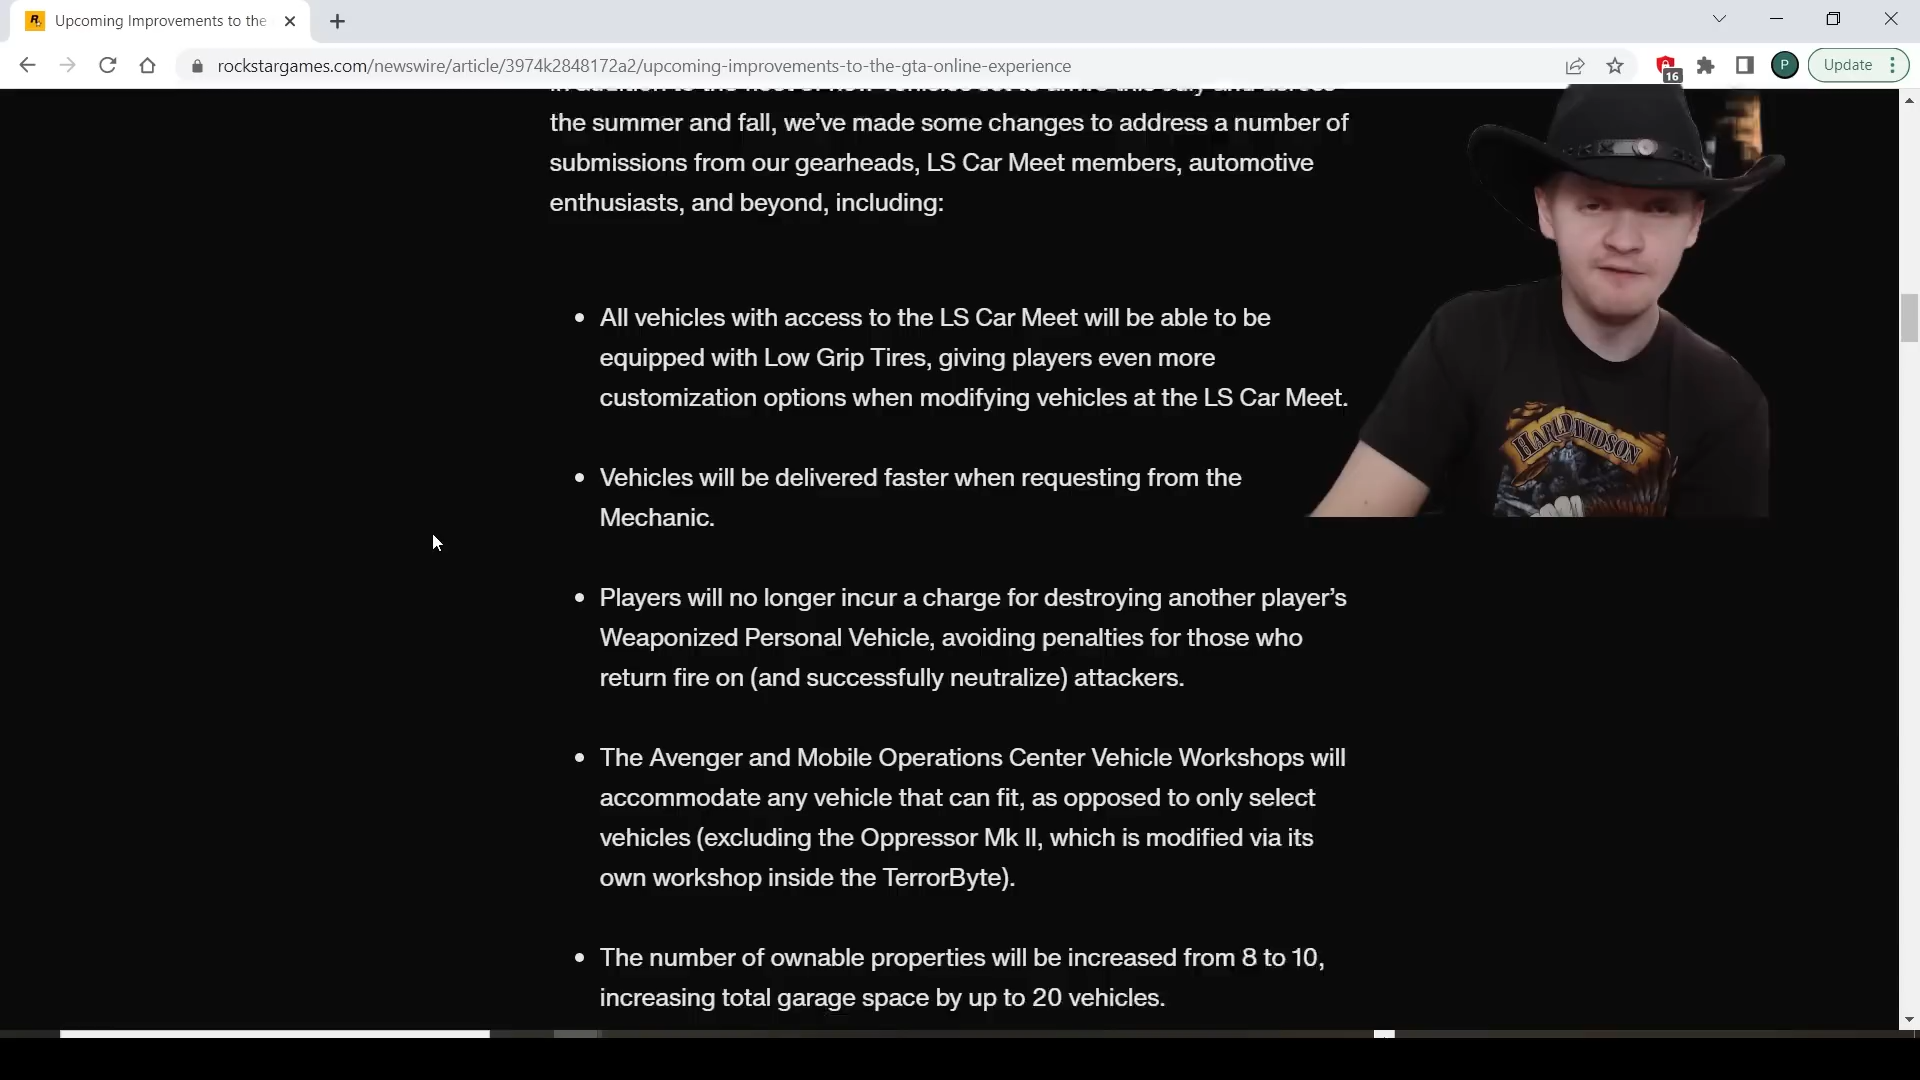 Upcoming Improvements to the
rockstargames.com/newswire/article/3974k2848172a2/upcoming-improvements-to-the-gta-online-experience
16
P
Update
the summer and fall, we’ve made some changes to address a number of
submissions from our gearheads, LS Car Meet members, automotive
enthusiasts, and beyond, including:
• All vehicles with access to the LS Car Meet will be able to be
equipped with Low Grip Tires, giving players even more
customization options when modifying vehicles at the LS Car Meet.
• Vehicles will be delivered faster when requesting from the
Mechanic.
• Players will no longer incur a charge for destroying another player’s
Weaponized Personal Vehicle, avoiding penalties for those who
return fire on (and successfully neutralize) attackers.
• The Avenger and Mobile Operations Center Vehicle Workshops will
accommodate any vehicle that can fit, as opposed to only select
vehicles (excluding the Oppressor Mk II, which is modified via its
own workshop inside the TerrorByte).
• The number of ownable properties will be increased from 8 to 10,
increasing total garage space by up to 20 vehicles.